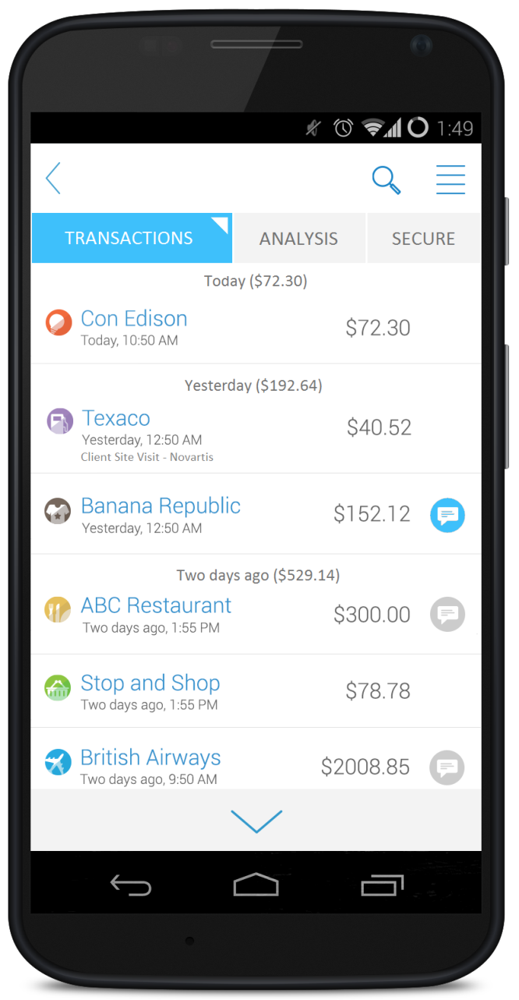 1:49
TRANSACTIONS
ANALYSIS
SECURE
Today ($72.30)
Con Edison
$72.30
Today, 10:50 AM
Yesterday ($192.64)
Texaco
$40.52
Yesterday, 12:50 AM
Client Site Visit - Novartis
Banana Republic
$152.12
Yesterday, 12:50 AM
Two days ago ($529.14)
ABC Restaurant
$300.00
Two days ago, 1:55 PM
Stop and Shop
$78.78
Two days ago, 1:55 PM
British Airways
$2008.85
Two days ago, 9:50 AM